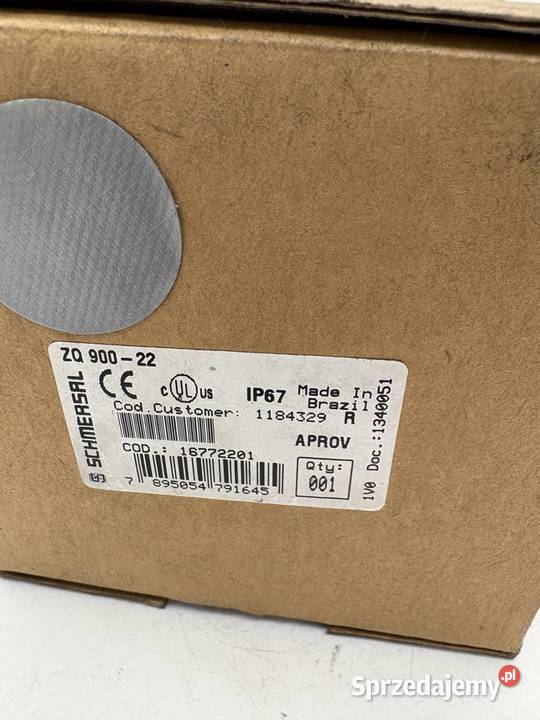 ZQ 900-22
SCHMERSAL
CE
C UL US
IP67
Made In
Brazil
Cod.Customer: 1184329 R
APROV
COD.: 16772201
7 895054 791645
Qty:
001
1V0 Doc.:1340051
Sprzedajemy.pl